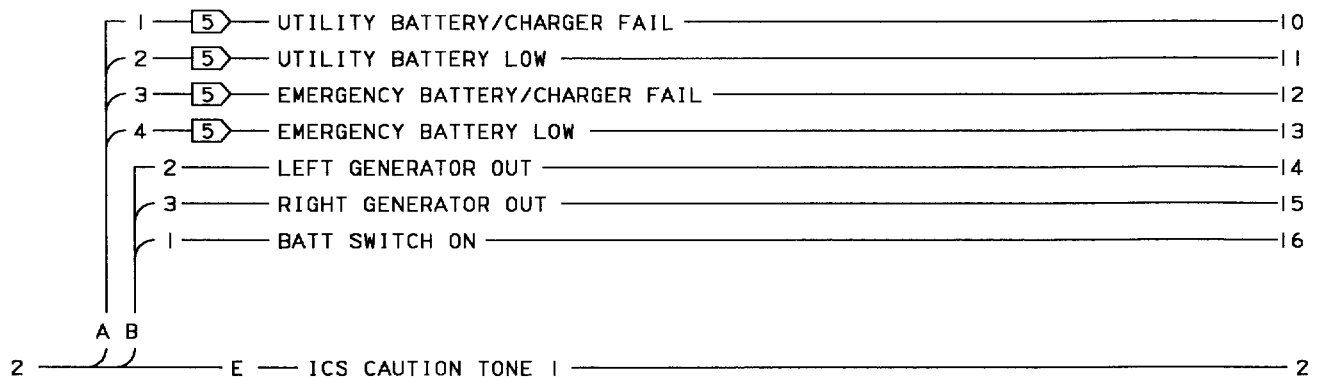 1 5 UTILITY BATTERY/CHARGER FAIL 10
2 5 UTILITY BATTERY LOW 11
3 5 EMERGENCY BATTERY/CHARGER FAIL 12
4 5 EMERGENCY BATTERY LOW 13
2 LEFT GENERATOR OUT 14
3 RIGHT GENERATOR OUT 15
1 BATT SWITCH ON 16
A B
2 E ICS CAUTION TONE 1 2